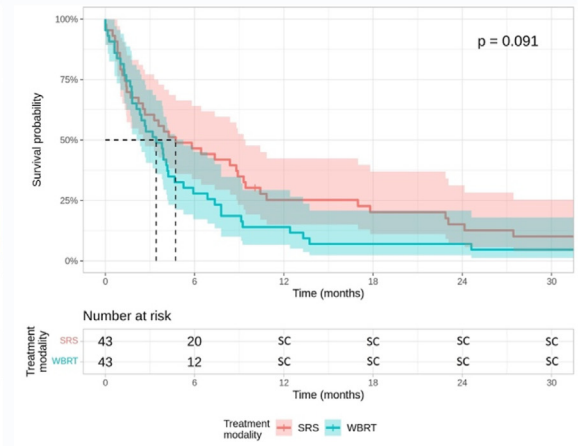 100%
p = 0.091
75%
Survival probability
50%
25%
0%
0 6 12 18 24 30
Time (months)
Number at risk
Treatment
modality
SRS 43 20 SC SC SC SC
WBRT 43 12 SC SC SC SC
0 6 12 18 24 30
Time (months)
Treatment
modality SRS WBRT